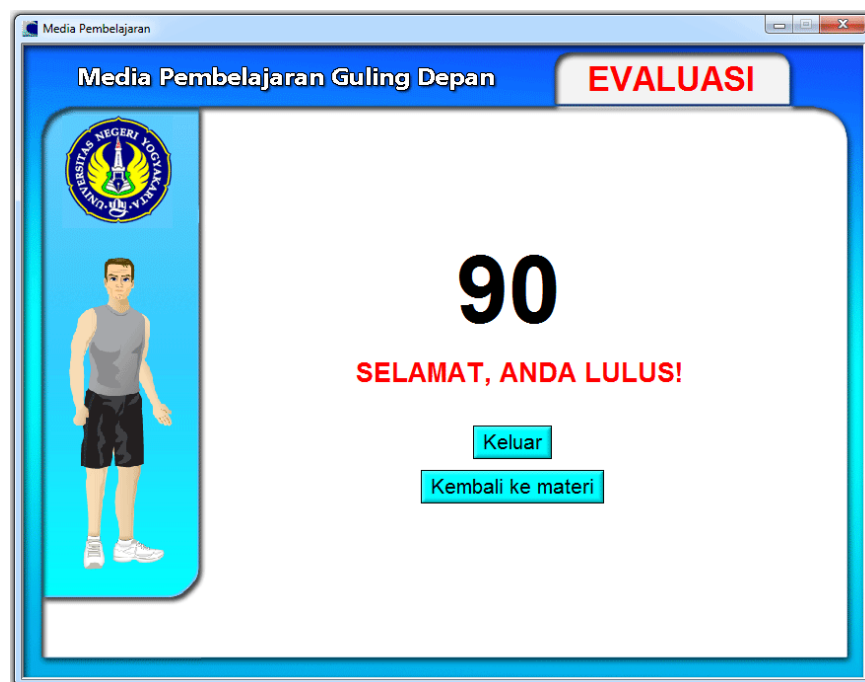 Media Pembelajaran
Media Pembelajaran Guling Depan
EVALUASI
UNIVERSITAS NEGERI YOGYAKARTA
90
SELAMAT, ANDA LULUS!
Keluar
Kembali ke materi